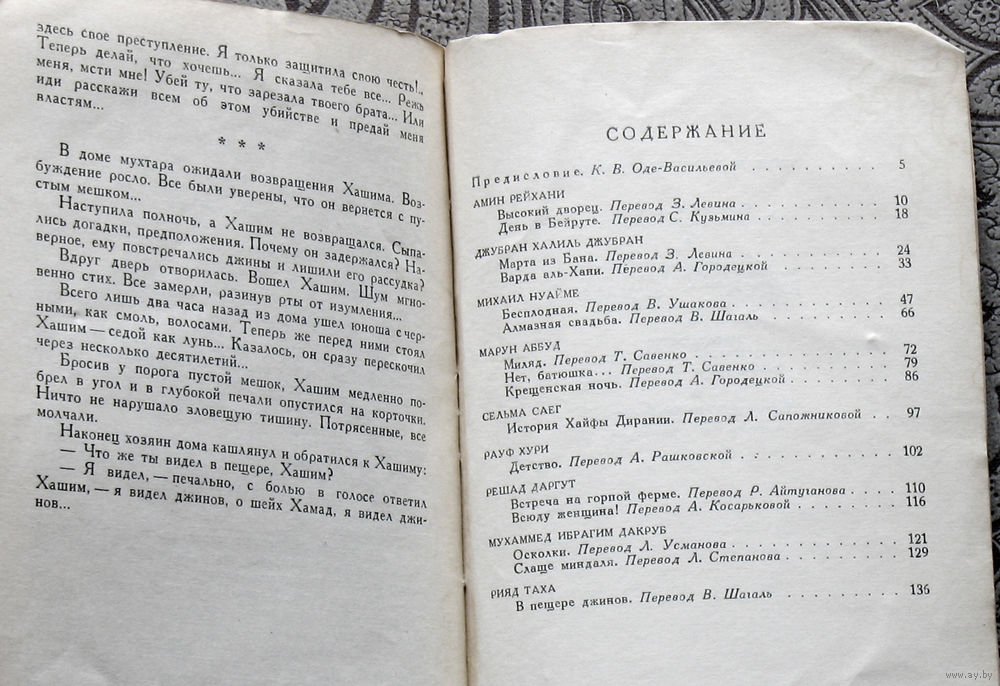 здесь свое преступление. Я только защитила свою честь!..
Теперь делай, что хочешь... Я сказала тебе все... Режь
меня, мсти мне! Убей ту, что зарезала твоего брата... Или
иди расскажи всем об этом убийстве и предай меня
властям...
* * *
В доме мухтара ожидали возвращения Хашима. Воз-
буждение росло. Все были уверены, что он вернется с пу-
стым мешком...
Наступила полночь, а Хашим не возвращался. Сыпа-
лись догадки, предположения. Почему он задержался? На-
верное, ему повстречались джины и лишили его рассудка?
Вдруг дверь отворилась. Вошел Хашим. Шум мгно-
венно стих. Все замерли, разинув рты от изумления...
Всего лишь два часа назад из дома ушел юноша с чер-
ными, как смоль, волосами. Теперь же перед ними стоял
Хашим — седой как лунь... Казалось, он сразу перескочил
через несколько десятилетий...
Бросив у порога пустой мешок, Хашим медленно по-
брел в угол и в глубокой печали опустился на корточки.
Ничто не нарушало зловещую тишину. Потрясенные, все
молчали.
Наконец хозяин дома кашлянул и обратился к Хашиму:
— Что же ты видел в пещере, Хашим?
— Я видел, — печально, с болью в голосе ответил
Хашим, — я видел джинов, о шейх Хамад, я видел джи-
нов...
СОДЕРЖАНИЕ
Предисловие. К. В. Оде-Васильевой . . . . . . . . . . 5
АМИН РЕЙХАНИ
Высокий дворец. Перевод З. Левина . . . . . . . . . . 10
День в Бейруте. Перевод С. Кузьмина . . . . . . . . . 18
ДЖУБРАН ХАЛИЛЬ ДЖУБРАН
Марта из Бана. Перевод З. Левина . . . . . . . . . . 24
Варда аль-Хани. Перевод А. Городецкой . . . . . . . . 33
МИХАИЛ НУАЙМЕ
Бесплодная. Перевод В. Ушакова . . . . . . . . . . 47
Алмазная свадьба. Перевод В. Шагаль . . . . . . . . . 66
МАРУН АББУД
Миляд. Перевод Т. Савенко . . . . . . . . . . . . 72
Нет, батюшка... Перевод Т. Савенко . . . . . . . . . 79
Крещенская ночь. Перевод А. Городецкой . . . . . . . 86
СЕЛЬМА САЕГ
История Хайфы Дирании. Перевод Л. Сапожниковой . . 97
РАУФ ХУРИ
Детство. Перевод А. Рашковской . . . . . . . . . . 102
РЕШАД ДАРГУТ
Встреча на горной ферме. Перевод Р. Айтуганова . . . 110
Всюду женщина! Перевод А. Косарьковой . . . . . . . 116
МУХАММЕД ИБРАГИМ ДАКРУБ
Осколки. Перевод Л. Усманова . . . . . . . . . . . 121
Слаще миндаля. Перевод Л. Степанова . . . . . . . . 129
РИЯД ТАХА
В пещере джинов. Перевод В. Шагаль . . . . . . . . 136
www.ay.by